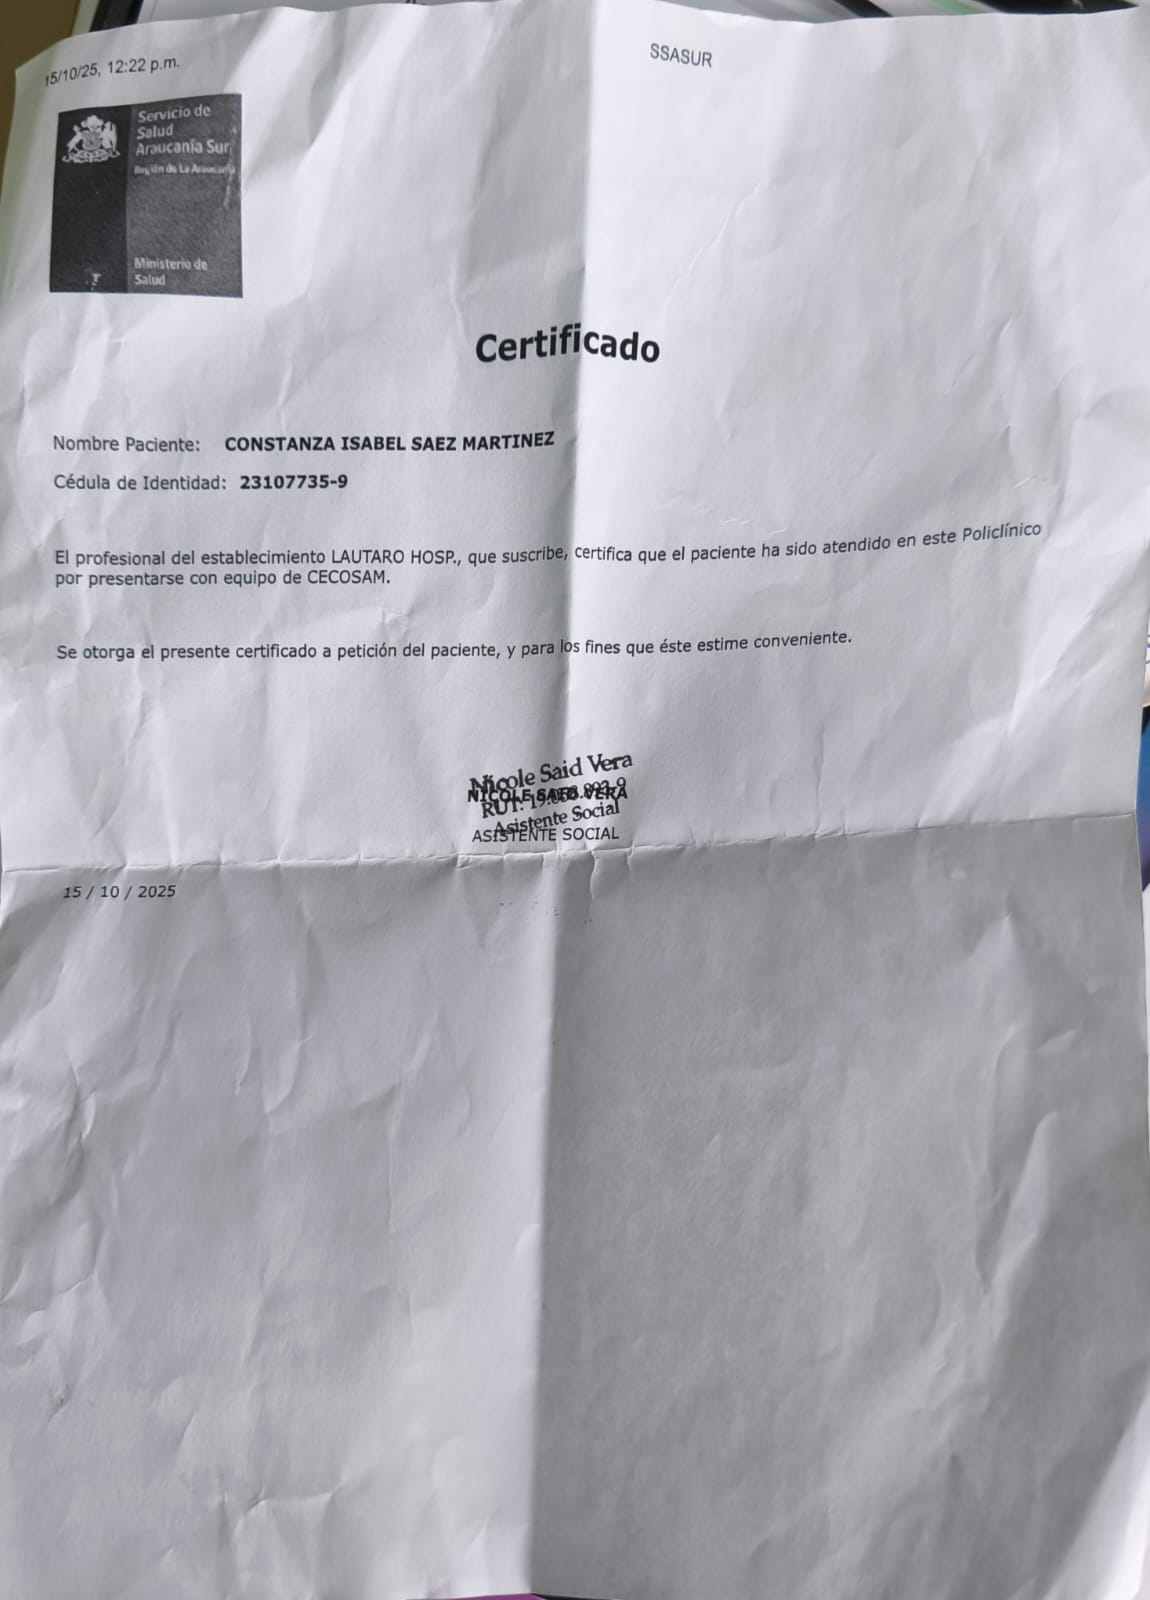 15/10/25, 12:22 p.m.
SSASUR
Servicio de
Salud
Araucanía Sur
Región de La Araucanía
Ministerio de
Salud
Certificado
Nombre Paciente: CONSTANZA ISABEL SAEZ MARTINEZ
Cédula de Identidad: 23107735-9
El profesional del establecimiento LAUTARO HOSP., que suscribe, certifica que el paciente ha sido atendido en este Policlínico
por presentarse con equipo de CECOSAM.
Se otorga el presente certificado a petición del paciente, y para los fines que éste estime conveniente.
Nicole Said Vera
NICOLE SAID VERA
RUT:
Asistente Social
ASISTENTE SOCIAL
15 / 10 / 2025